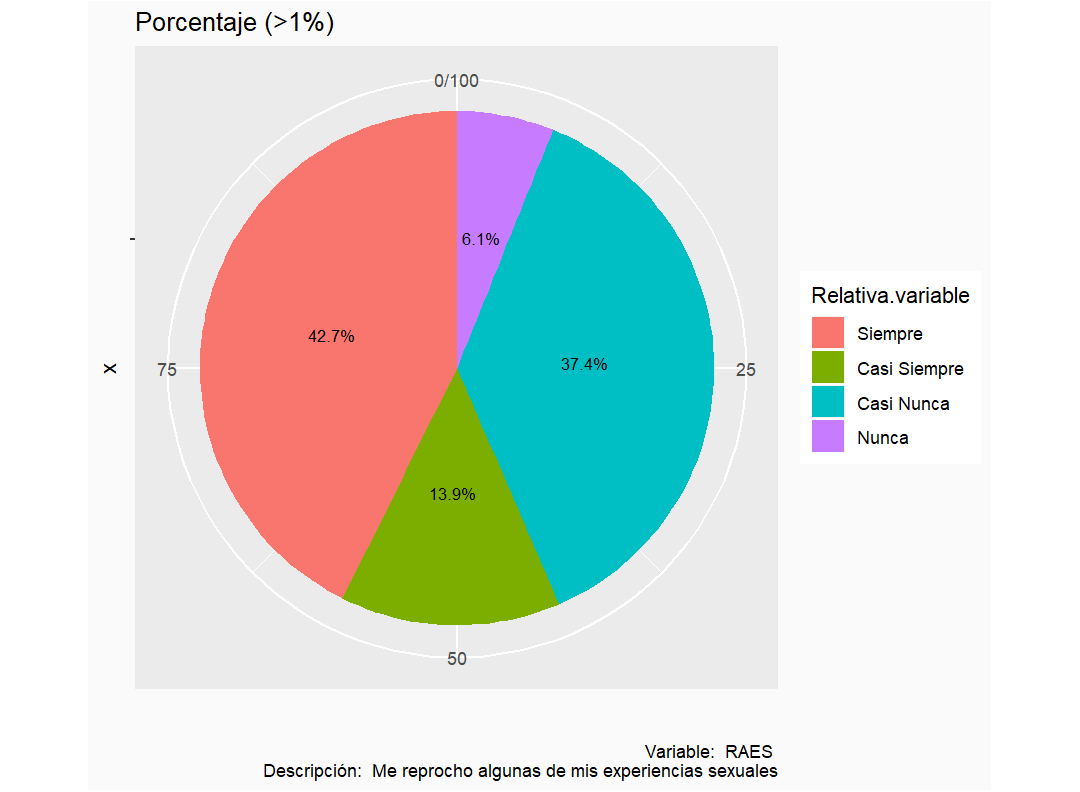 Porcentaje (>1%)
0/100
6.1%
42.7%
37.4%
x
75
25
13.9%
50
Relativa.variable
Siempre
Casi Siempre
Casi Nunca
Nunca
Variable:  RAES
Descripción:  Me reprocho algunas de mis experiencias sexuales